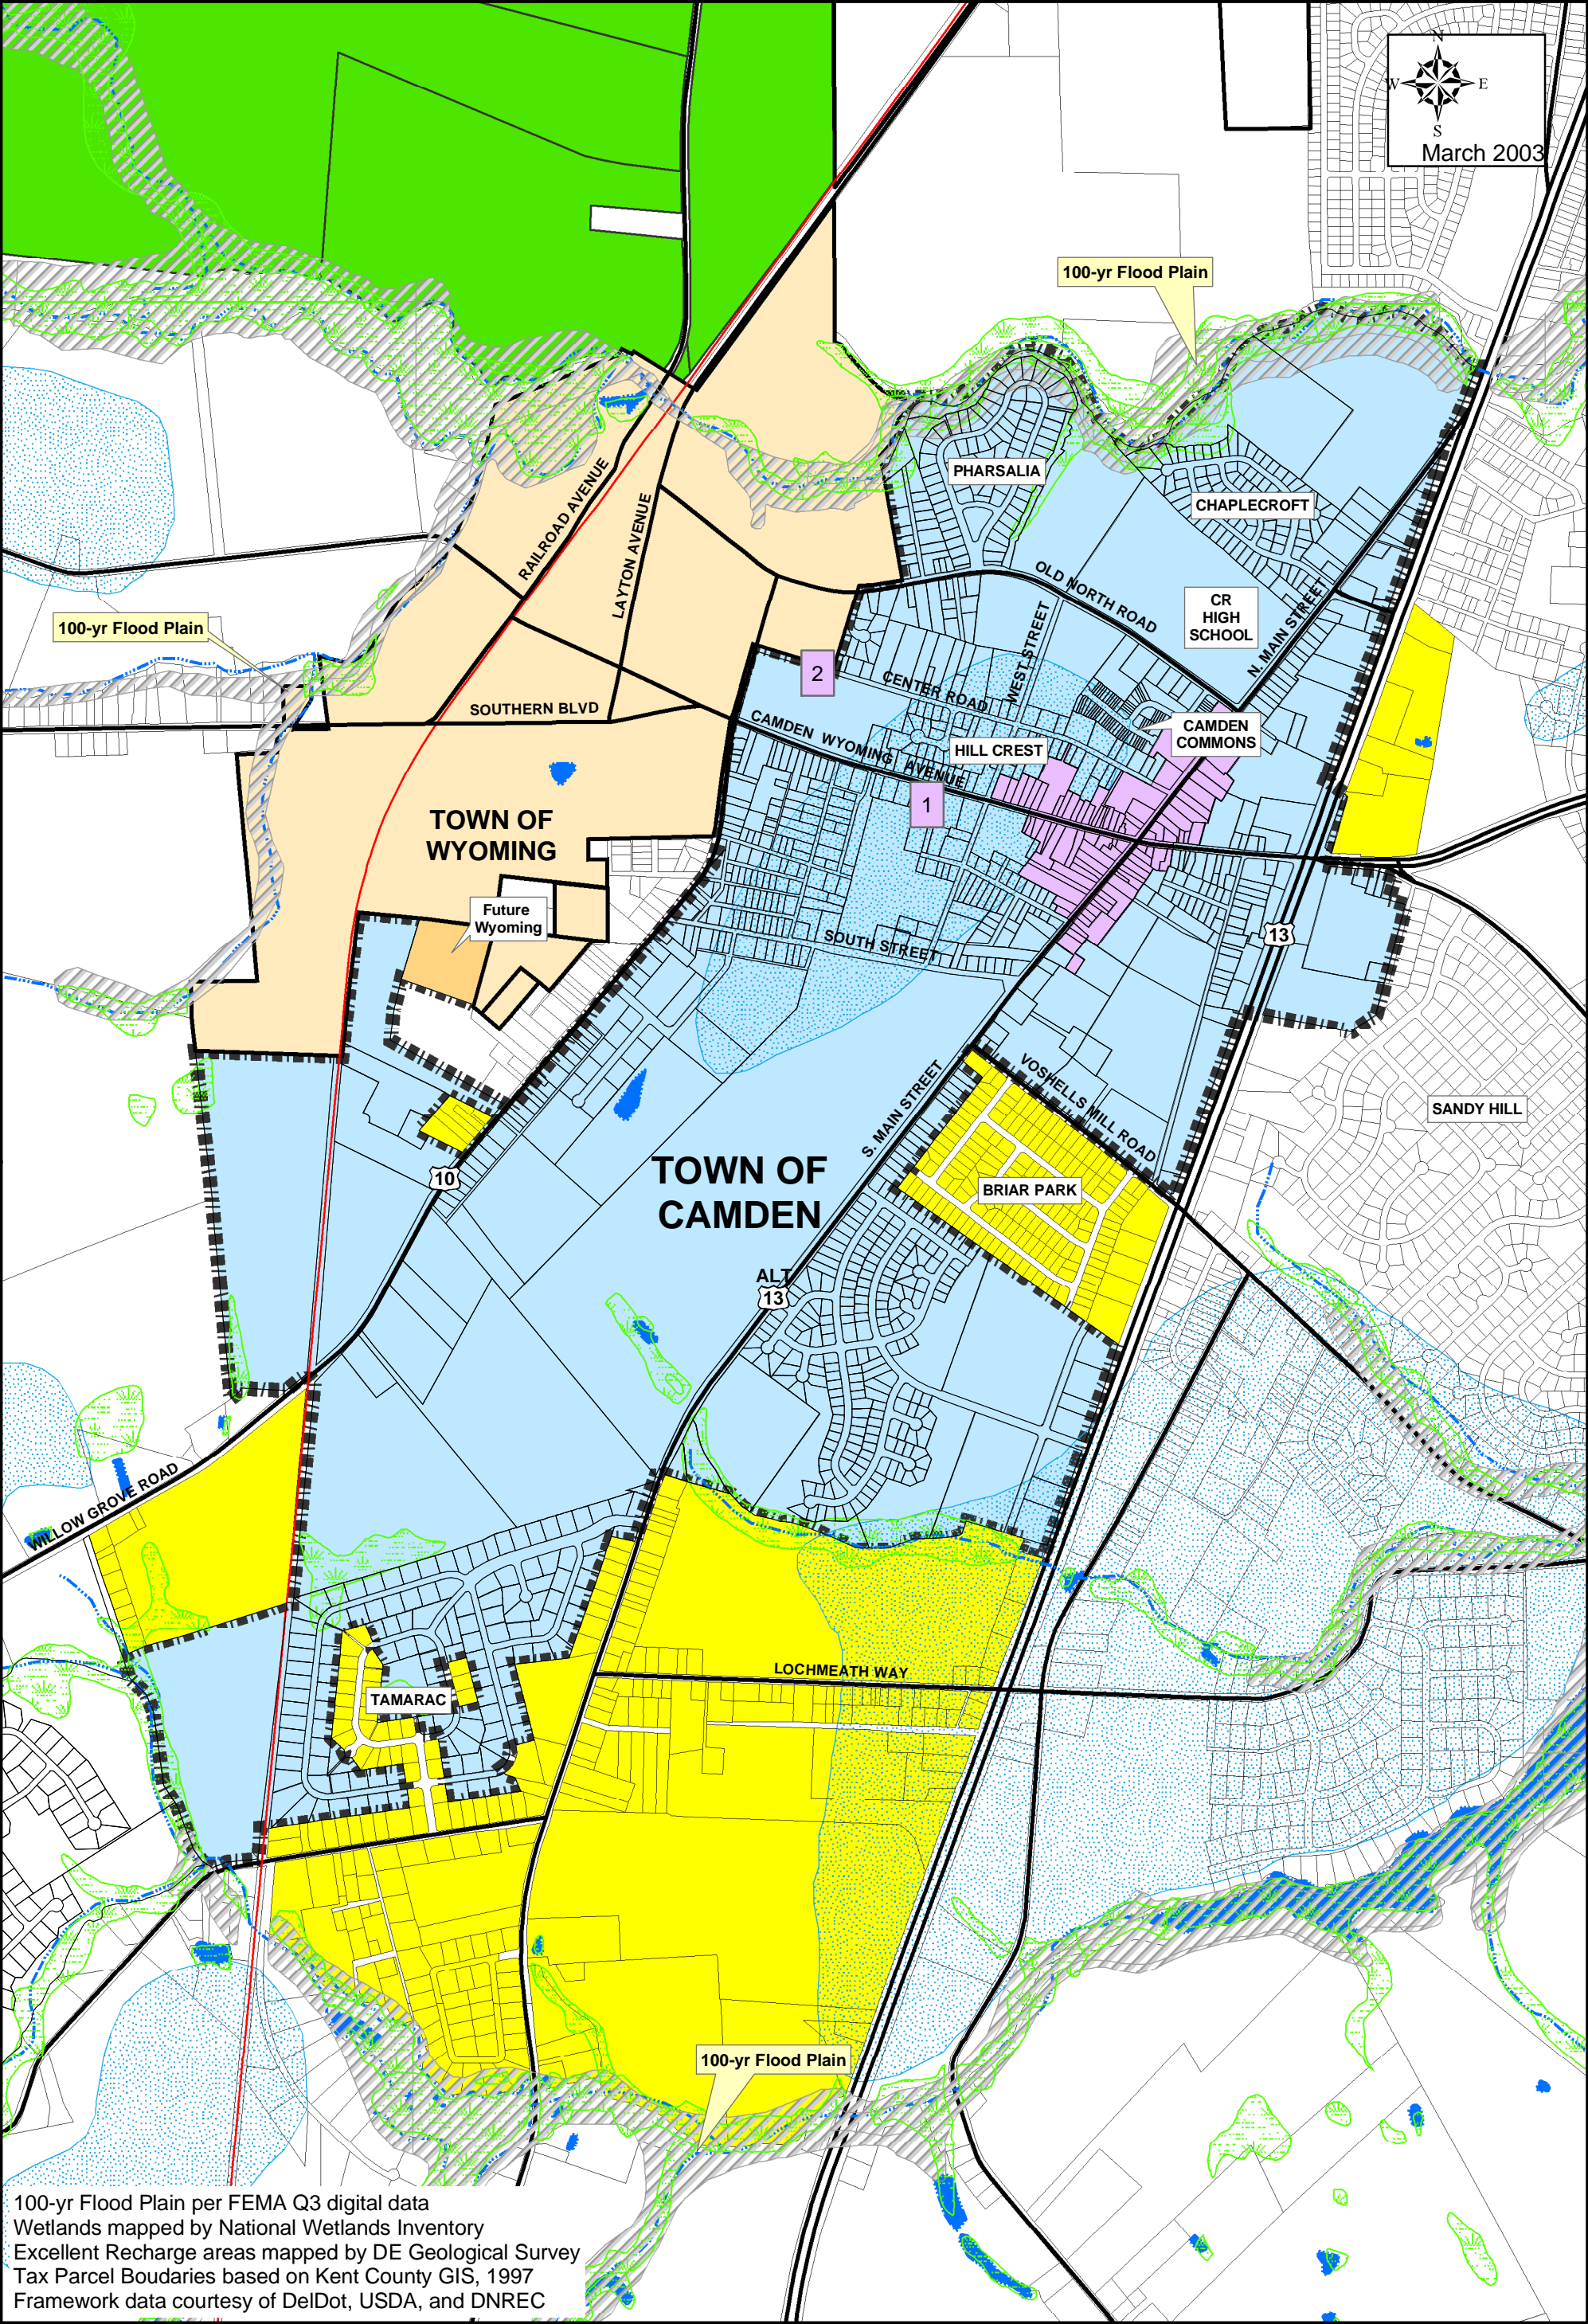 N
W
E
S
March 2003
100-yr Flood Plain
PHARSALIA
CHAPLECROFT
RAILROAD AVENUE
LAYTON AVENUE
OLD NORTH ROAD
CR
HIGH
SCHOOL
N. MAIN STREET
WEST STREET
100-yr Flood Plain
2
CENTER ROAD
SOUTHERN BLVD
CAMDEN WYOMING AVENUE
HILL CREST
CAMDEN
COMMONS
1
TOWN OF
WYOMING
Future
Wyoming
SOUTH STREET
13
S. MAIN STREET
VOSHELLS MILL ROAD
SANDY HILL
10
TOWN OF
CAMDEN
BRIAR PARK
ALT
13
WILLOW GROVE ROAD
LOCHMEATH WAY
TAMARAC
100-yr Flood Plain
100-yr Flood Plain per FEMA Q3 digital data
Wetlands mapped by National Wetlands Inventory
Excellent Recharge areas mapped by DE Geological Survey
Tax Parcel Boudaries based on Kent County GIS, 1997
Framework data courtesy of DelDot, USDA, and DNREC